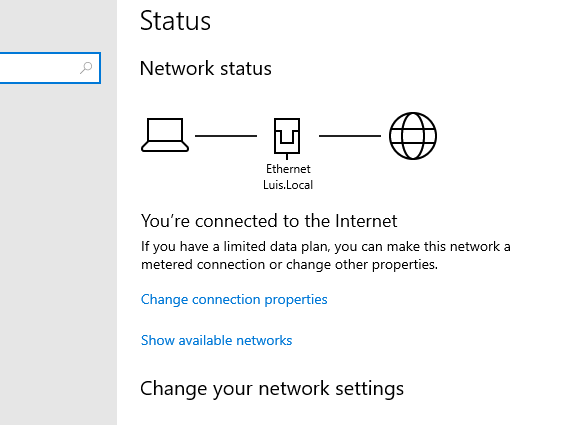 Status
Network status
Ethernet
Luis.Local
You're connected to the Internet
If you have a limited data plan, you can make this network a
metered connection or change other properties.
Change connection properties
Show available networks
Change your network settings